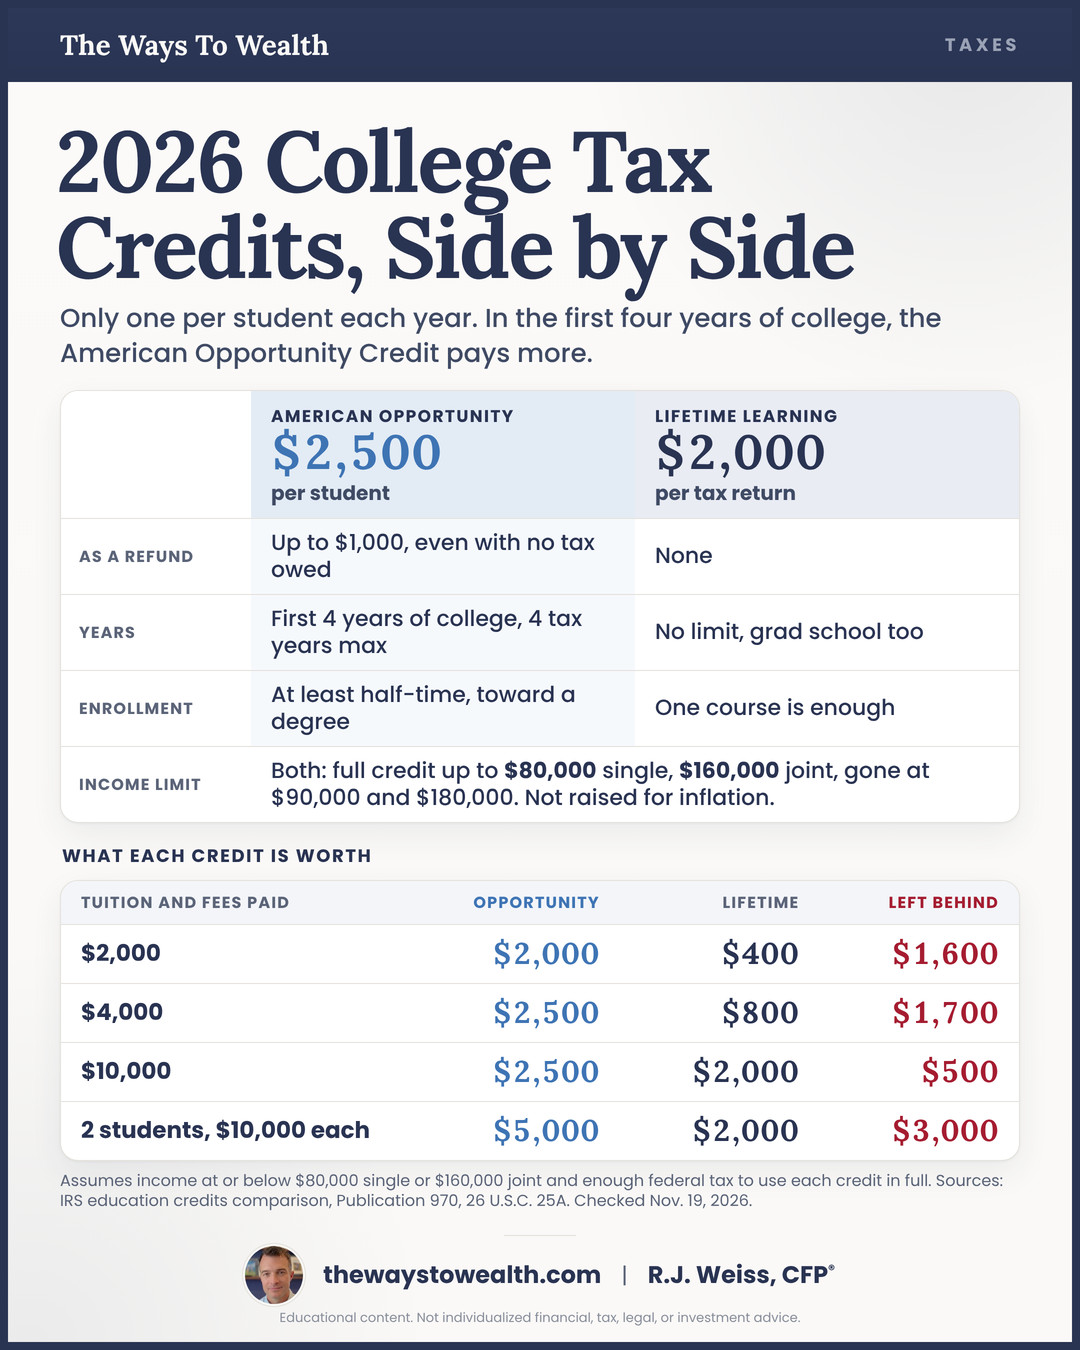 The Ways To Wealth
TAXES
2026 College Tax
Credits, Side by Side
Only one per student each year. In the first four years of college, the
American Opportunity Credit pays more.
AMERICAN OPPORTUNITY
$2,500
per student
LIFETIME LEARNING
$2,000
per tax return
AS A REFUND
Up to $1,000, even with no tax
owed
None
YEARS
First 4 years of college, 4 tax
years max
No limit, grad school too
ENROLLMENT
At least half-time, toward a
degree
One course is enough
INCOME LIMIT
Both: full credit up to $80,000 single, $160,000 joint, gone at
$90,000 and $180,000. Not raised for inflation.
WHAT EACH CREDIT IS WORTH
TUITION AND FEES PAID OPPORTUNITY LIFETIME LEFT BEHIND
$2,000 $2,000 $400 $1,600
$4,000 $2,500 $800 $1,700
$10,000 $2,500 $2,000 $500
2 students, $10,000 each $5,000 $2,000 $3,000
Assumes income at or below $80,000 single or $160,000 joint and enough federal tax to use each credit in full. Sources:
IRS education credits comparison, Publication 970, 26 U.S.C. 25A. Checked Nov. 19, 2026.
thewaystowealth.com | R.J. Weiss, CFP®
Educational content. Not individualized financial, tax, legal, or investment advice.